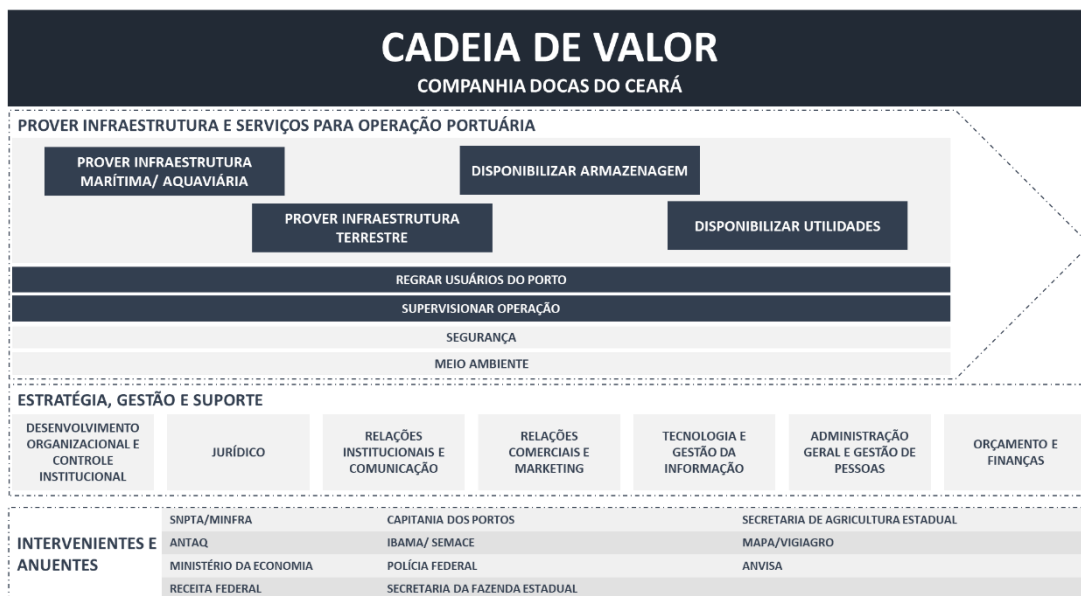 CADEIA DE VALOR
COMPANHIA DOCAS DO CEARÁ
PROVER INFRAESTRUTURA E SERVIÇOS PARA OPERAÇÃO PORTUÁRIA
PROVER INFRAESTRUTURA
MARÍTIMA/ AQUAVIÁRIA
DISPONIBILIZAR ARMAZENAGEM
PROVER INFRAESTRUTURA
TERRESTRE
DISPONIBILIZAR UTILIDADES
REGRAR USUÁRIOS DO PORTO
SUPERVISIONAR OPERAÇÃO
SEGURANÇA
MEIO AMBIENTE
ESTRATÉGIA, GESTÃO E SUPORTE
DESENVOLVIMENTO
ORGANIZACIONAL E
CONTROLE
INSTITUCIONAL
JURÍDICO
RELAÇÕES
INSTITUCIONAIS E
COMUNICAÇÃO
RELAÇÕES
COMERCIAIS E
MARKETING
TECNOLOGIA E
GESTÃO DA
INFORMAÇÃO
ADMINISTRAÇÃO
GERAL E GESTÃO DE
PESSOAS
ORÇAMENTO E
FINANÇAS
INTERVENIENTES E
ANUENTES
SNPTA/MINFRA
CAPITANIA DOS PORTOS
SECRETARIA DE AGRICULTURA ESTADUAL
ANTAQ
IBAMA/ SEMACE
MAPA/VIGIAGRO
MINISTÉRIO DA ECONOMIA
POLÍCIA FEDERAL
ANVISA
RECEITA FEDERAL
SECRETARIA DA FAZENDA ESTADUAL